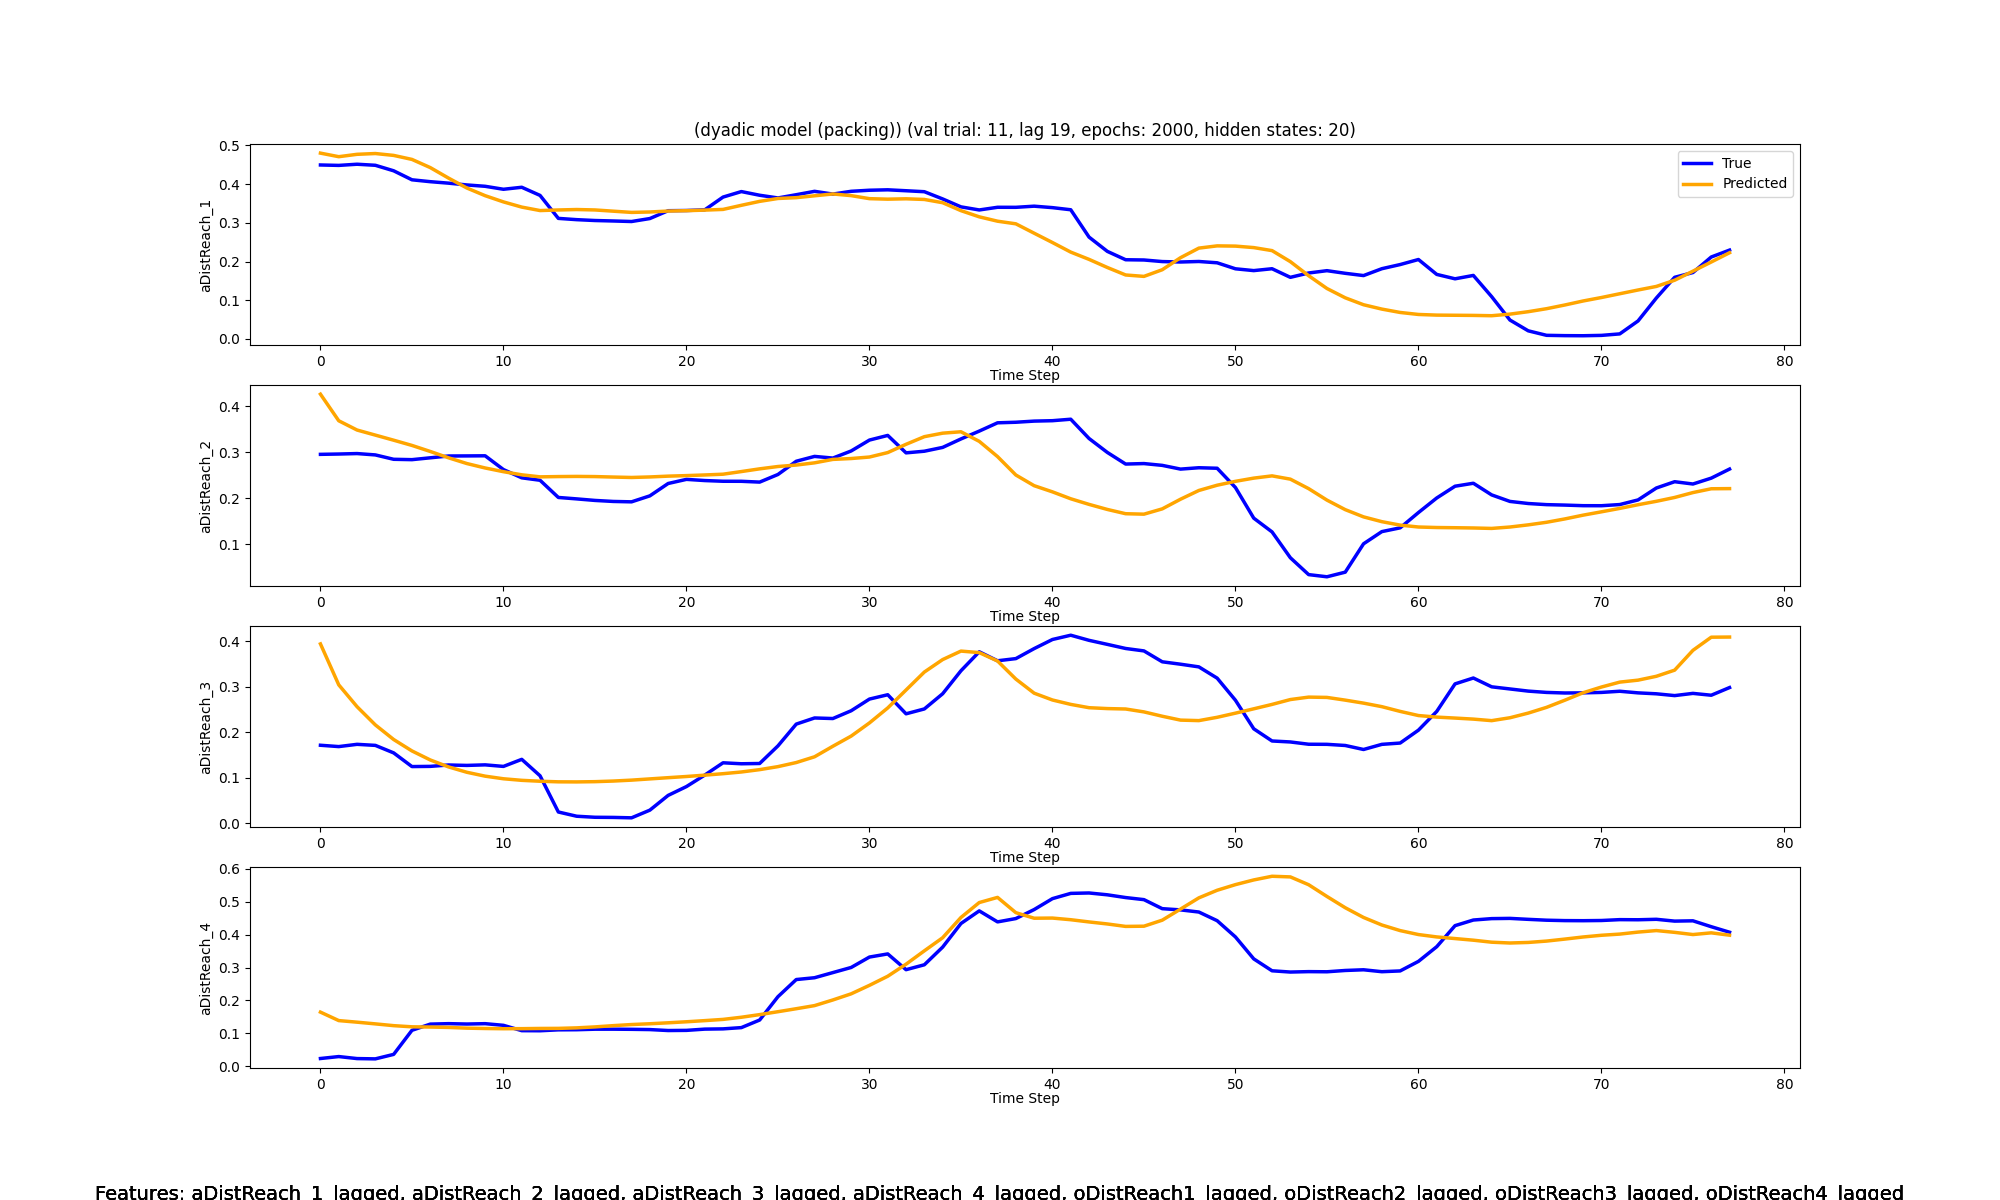 (dyadic model (packing)) (val trial: 11, lag 19, epochs: 2000, hidden states: 20)
0.5
0.4
0.3
0.2
0.1
0.0
aDistReach_1
True
Predicted
0 10 20 30 40 50 60 70 80
Time Step
0.4
0.3
0.2
0.1
aDistReach_2
0 10 20 30 40 50 60 70 80
Time Step
0.4
0.3
0.2
0.1
0.0
aDistReach_3
0 10 20 30 40 50 60 70 80
Time Step
0.6
0.5
0.4
0.3
0.2
0.1
0.0
aDistReach_4
0 10 20 30 40 50 60 70 80
Time Step
Features: aDistReach_1_lagged, aDistReach_2_lagged, aDistReach_3_lagged, aDistReach_4_lagged, oDistReach1_lagged, oDistReach2_lagged, oDistReach3_lagged, oDistReach4_lagged